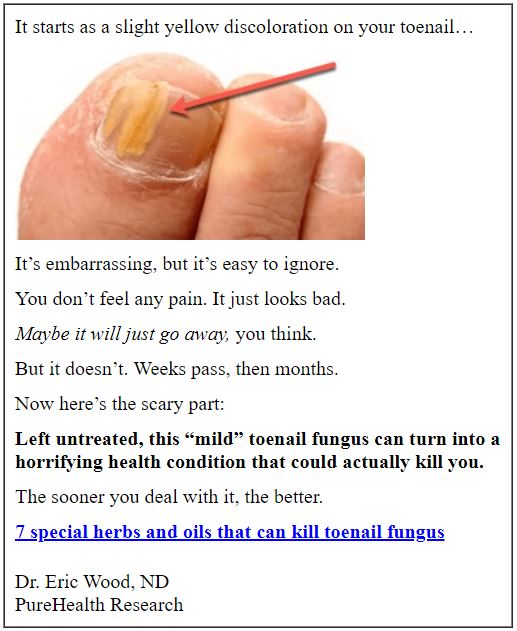 It starts as a slight yellow discoloration on your toenail…
It’s embarrassing, but it’s easy to ignore.
You don’t feel any pain. It just looks bad.
Maybe it will just go away, you think.
But it doesn’t. Weeks pass, then months.
Now here’s the scary part:
Left untreated, this “mild” toenail fungus can turn into a
horrifying health condition that could actually kill you.
The sooner you deal with it, the better.
7 special herbs and oils that can kill toenail fungus
Dr. Eric Wood, ND
PureHealth Research